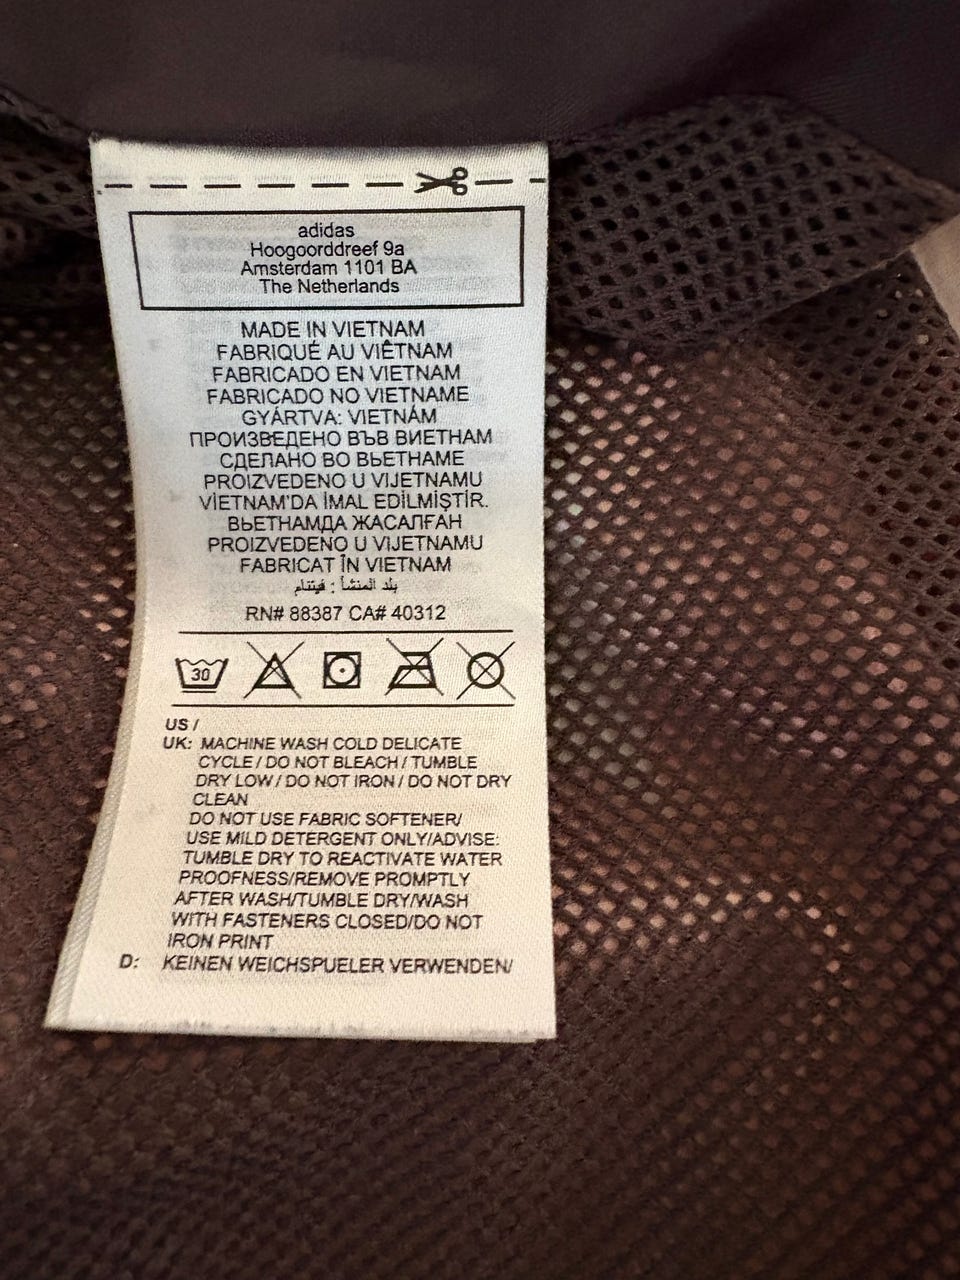 adidas
Hoogoorddreef 9a
Amsterdam 1101 BA
The Netherlands
MADE IN VIETNAM
FABRIQUÉ AU VIÊTNAM
FABRICADO EN VIETNAM
FABRICADO NO VIETNAME
GYÁRTVA: VIETNÁM
ПРОИЗВЕДЕНО ВЪВ ВИЕТНАМ
СДЕЛАНО ВО ВЬЕТНАМЕ
PROIZVEDENO U VIJETNAMU
VİETNAM'DA İMAL EDİLMİŞTİR.
ВЬЕТНАМДА ЖАСАЛҒАН
PROIZVEDENO U VIJETNAMU
FABRICAT ÎN VIETNAM
بلد المنشأ : فيتنام
RN# 88387 CA# 40312
30
US /
UK: MACHINE WASH COLD DELICATE
CYCLE / DO NOT BLEACH / TUMBLE
DRY LOW / DO NOT IRON / DO NOT DRY
CLEAN
DO NOT USE FABRIC SOFTENER/
USE MILD DETERGENT ONLY/ADVISE:
TUMBLE DRY TO REACTIVATE WATER
PROOFNESS/REMOVE PROMPTLY
AFTER WASH/TUMBLE DRY/WASH
WITH FASTENERS CLOSED/DO NOT
IRON PRINT
D: KEINEN WEICHSPUELER VERWENDEN/